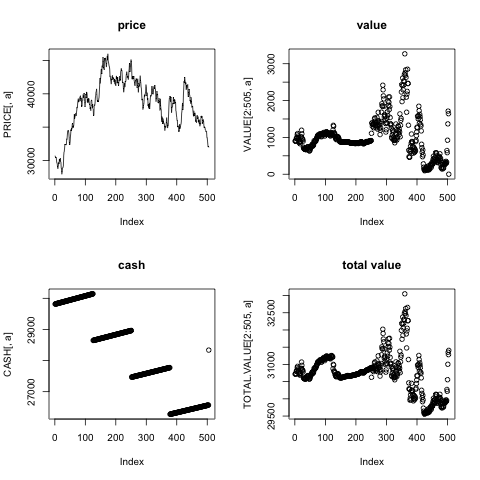 price value
PRICE[, a]
30000 40000
0 100 200 300 400 500
Index
VALUE[2:505, a]
0 1000 2000 3000
0 100 200 300 400 500
Index
cash total value
CASH[, a]
27000 29000
0 100 200 300 400 500
Index
TOTAL.VALUE[2:505, a]
29500 31000 32500
0 100 200 300 400 500
Index